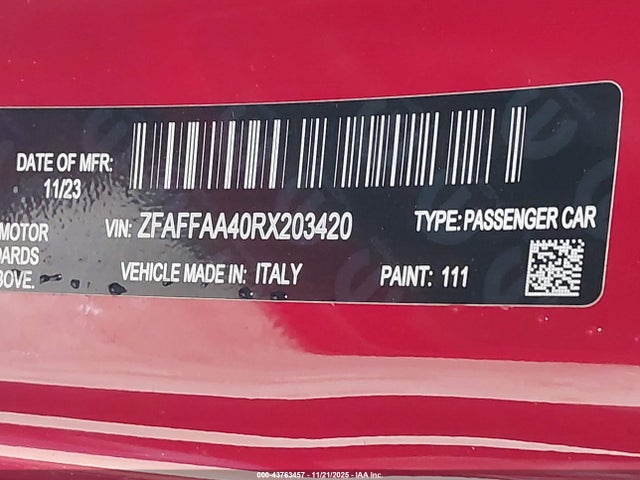 DATE OF MFR:
11/23
MOTOR
VIN: ZFAFFAA40RX203420
TYPE: PASSENGER CAR
BOVE.
VEHICLE MADE IN: ITALY
PAINT: 111
000-43763457 - 11/21/2025 - IAA Inc.